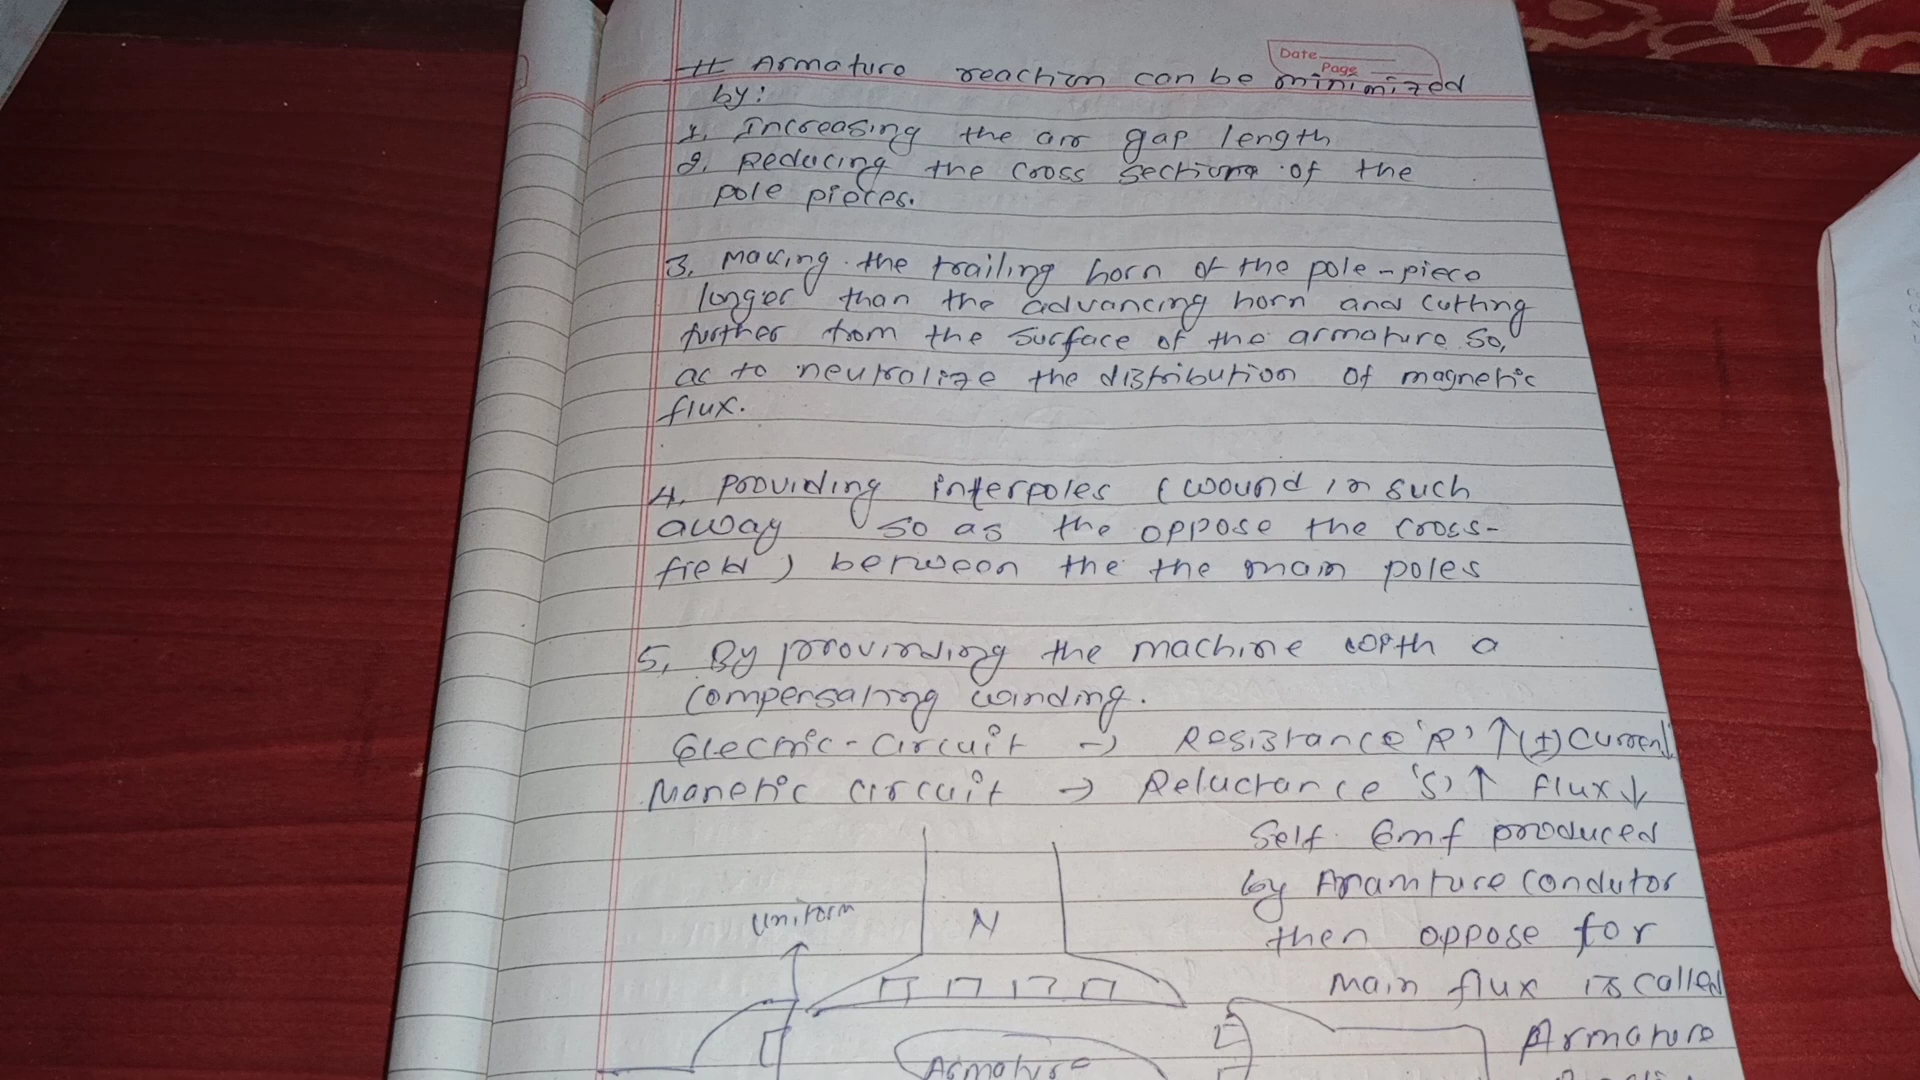 Date
Page
# Armature reaction can be minimized
by:
1. Increasing the air gap length
2. Reducing the cross section of the
pole pieces.
3. Making the trailing horn of the pole-piece
longer than the advancing horn and cutting
further from the surface of the armature so,
as to neutralize the distribution of magnetic
flux.
4. Providing interpoles (wound in such
away so as the oppose the cross-
field) between the the main poles
5. By provinding the machine with a
compensating winding.
Electric-circuit → Resistance 'R' ↑ (I) Current↓
Manetic circuit → Reluctance 'S' ↑ flux↓
Self Emf produced
by Aramture condutor
then oppose for
main flux is called
Armature
uniform
N
Armature